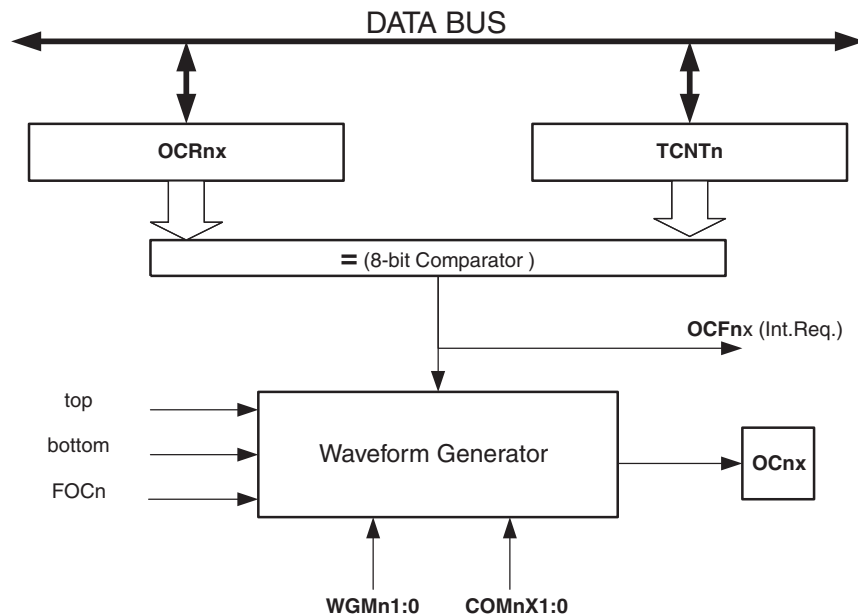 DATA BUS
OCRnx
TCNTn
= (8-bit Comparator )
OCFnx (Int.Req.)
top
bottom
FOCn
Waveform Generator
OCnx
WGMn1:0
COMnX1:0